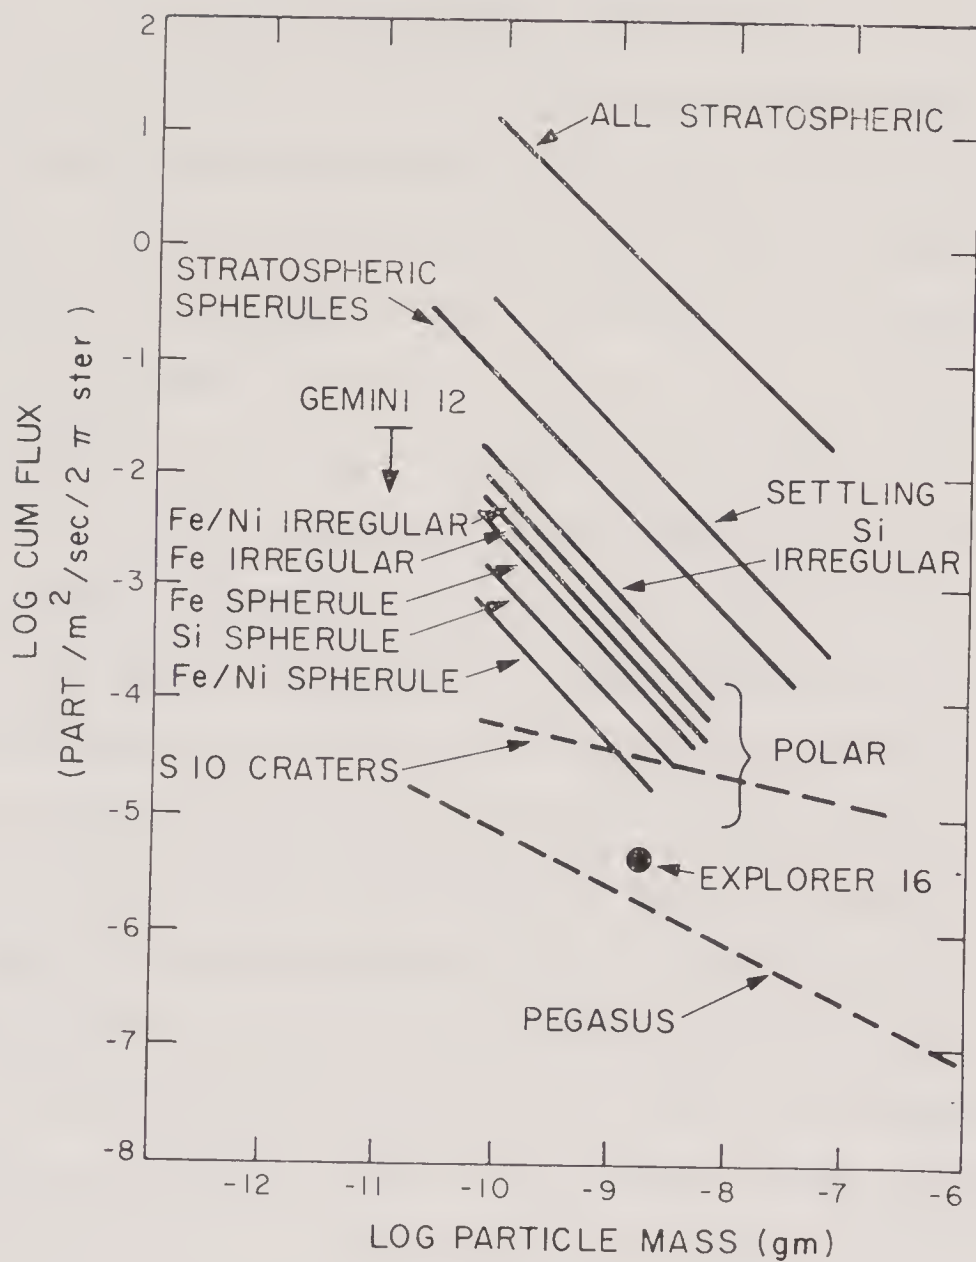 2
1
0
-1
-2
-3
-4
-5
-6
-7
-8
LOG CUM FLUX
(PART /m²/sec/2 π ster )
ALL STRATOSPHERIC
STRATOSPHERIC
SPHERULES
GEMINI 12
SETTLING
Si
IRREGULAR
Fe/Ni IRREGULAR
Fe IRREGULAR
Fe SPHERULE
Si SPHERULE
Fe/Ni SPHERULE
POLAR
S 10 CRATERS
EXPLORER 16
PEGASUS
-12 -11 -10 -9 -8 -7 -6
LOG PARTICLE MASS (gm)